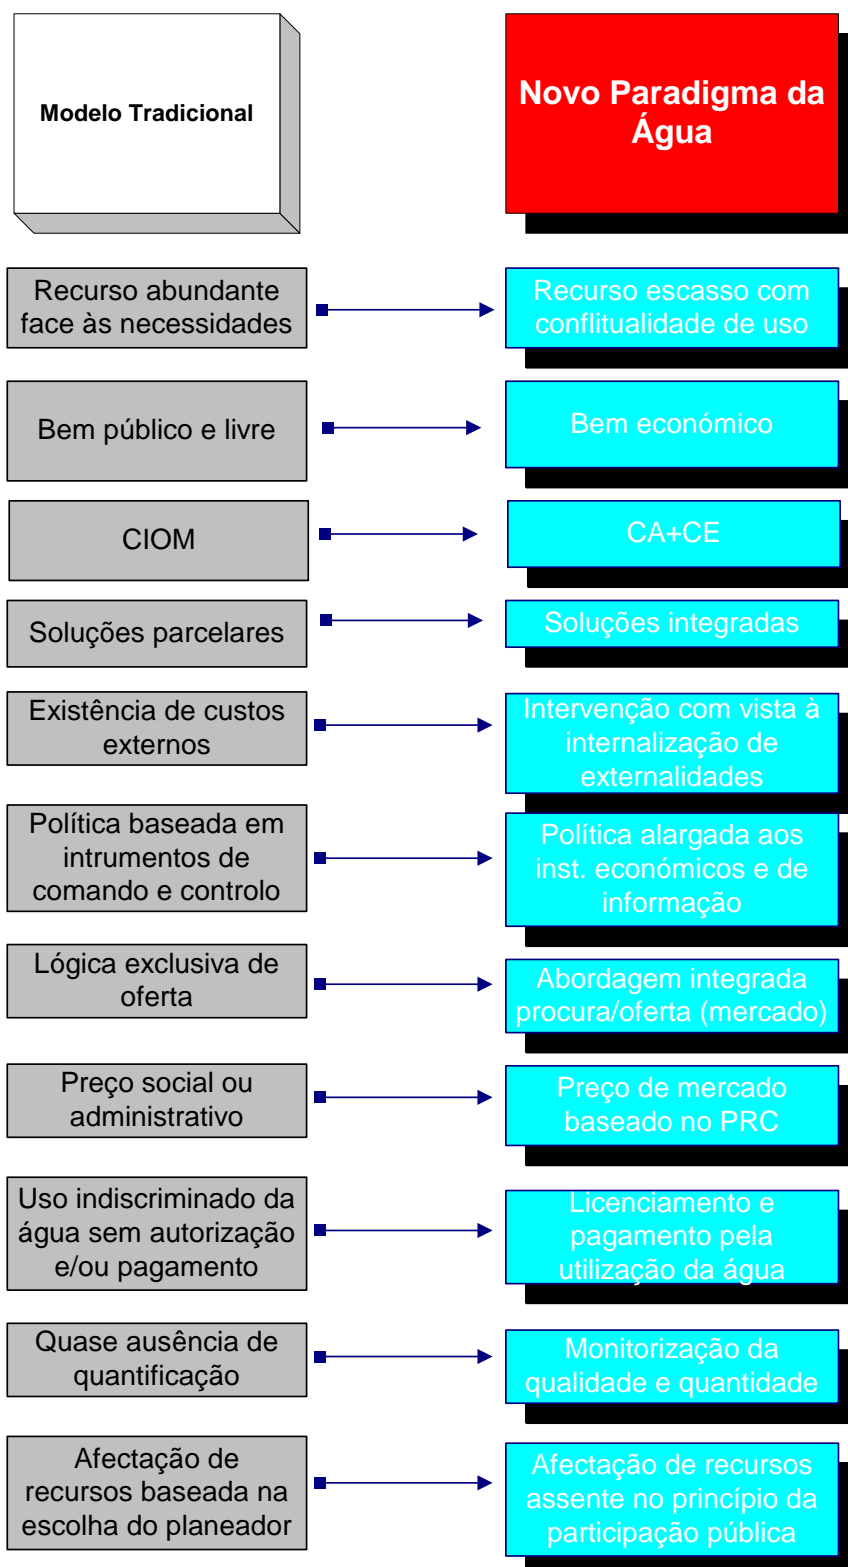 Modelo Tradicional
Novo Paradigma da
Água
Recurso abundante
face às necessidades
Recurso escasso com
conflitualidade de uso
Bem público e livre
Bem económico
CIOM
CA+CE
Soluções parcelares
Soluções integradas
Existência de custos
externos
Intervenção com vista à
internalização de
externalidades
Política baseada em
intrumentos de
comando e controlo
Política alargada aos
inst. económicos e de
informação
Lógica exclusiva de
oferta
Abordagem integrada
procura/oferta (mercado)
Preço social ou
administrativo
Preço de mercado
baseado no PRC
Uso indiscriminado da
água sem autorização
e/ou pagamento
Licenciamento e
pagamento pela
utilização da água
Quase ausência de
quantificação
Monitorização da
qualidade e quantidade
Afectação de
recursos baseada na
escolha do planeador
Afectação de recursos
assente no princípio da
participação pública